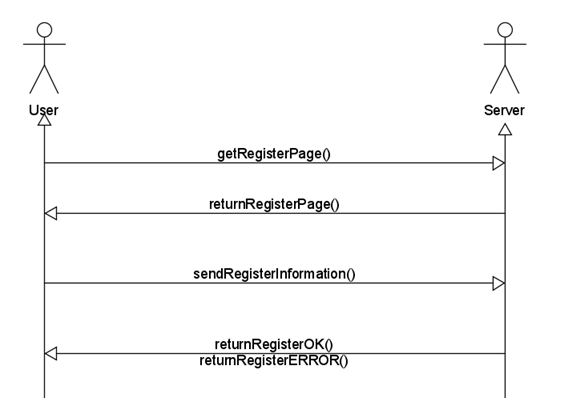 User
Server
getRegisterPage()
returnRegisterPage()
sendRegisterInformation()
returnRegisterOK()
returnRegisterERROR()